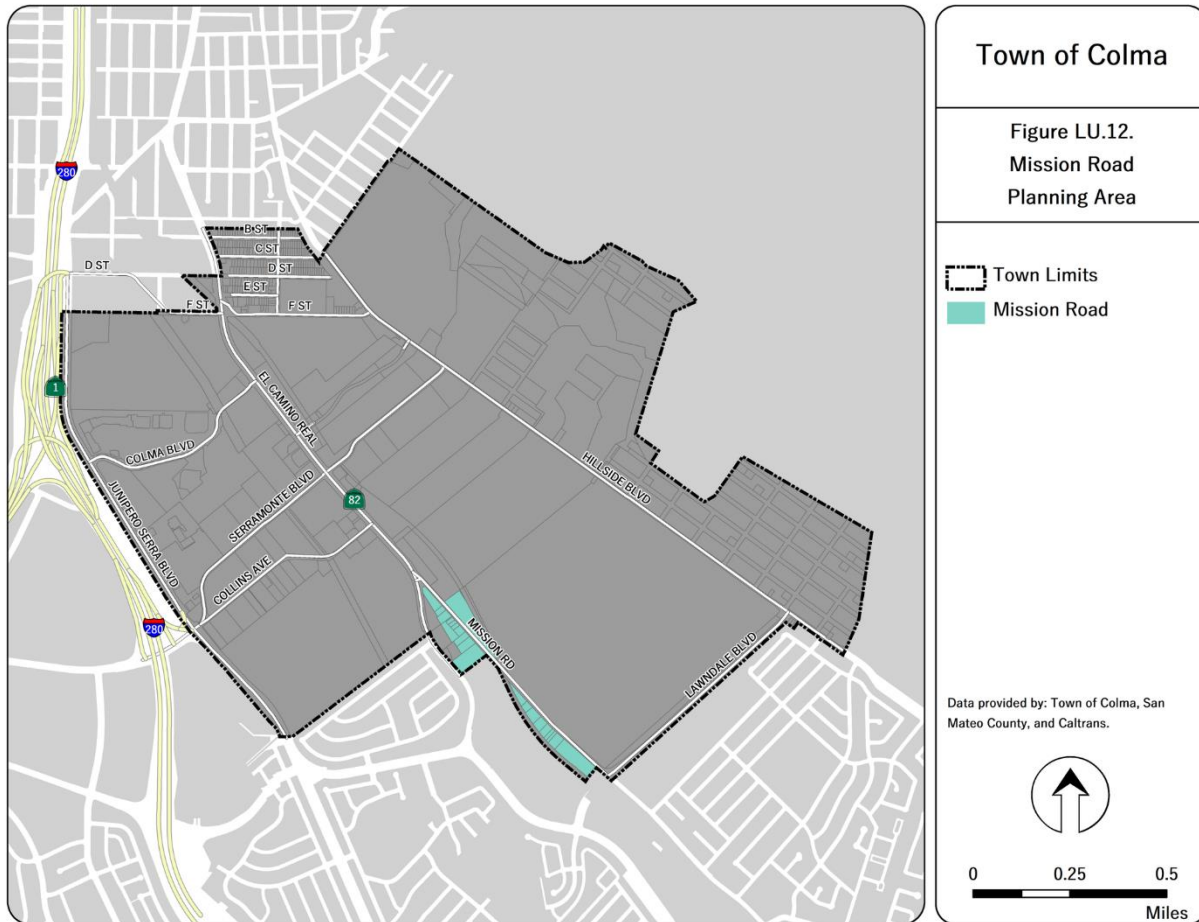 Town of Colma
Figure LU.12.
Mission Road
Planning Area
Town Limits
Mission Road
Data provided by: Town of Colma, San
Mateo County, and Caltrans.
0 0.25 0.5
Miles
280
B ST
C ST
D ST
D ST
E ST
F ST
F ST
1
EL CAMINO REAL
COLMA BLVD
JUNIPERO SERRA BLVD
SERRAMONTE BLVD
82
HILLSIDE BLVD
COLLINS AVE
280
MISSION RD
LAWNDALE BLVD